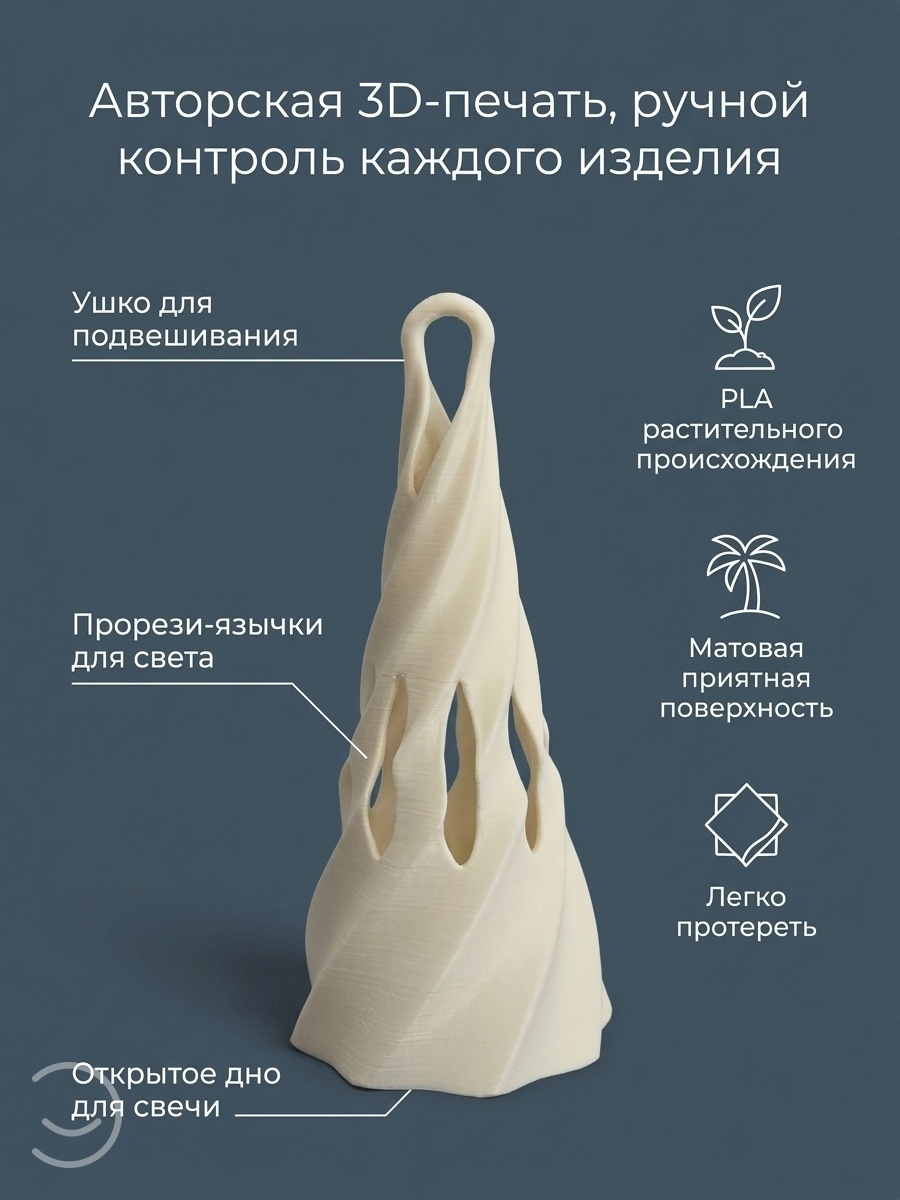 Авторская 3D-печать, ручной
контроль каждого изделия
Ушко для
подвешивания
PLA
растительного
происхождения
Прорези-язычки
для света
Матовая
приятная
поверхность
Легко
протереть
Открытое дно
для свечи